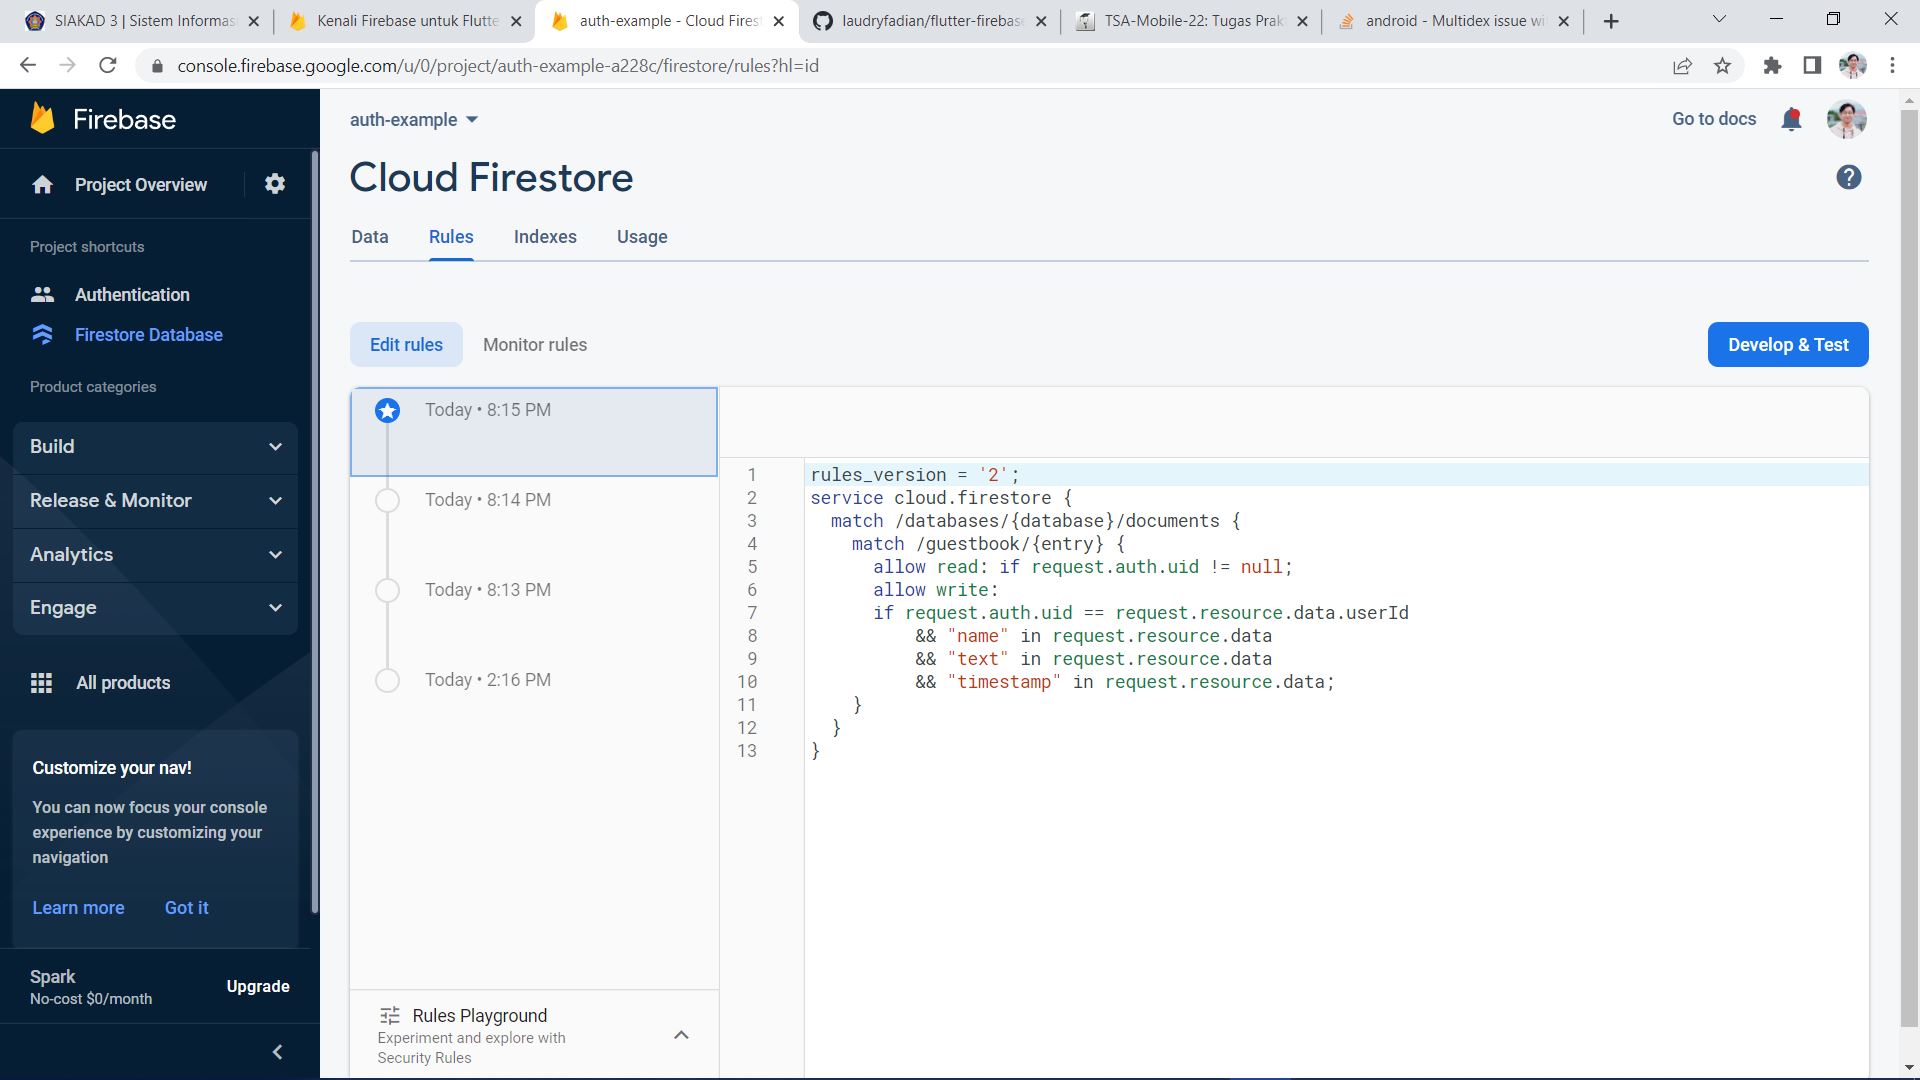 SIAKAD 3 | Sistem Informas
Kenali Firebase untuk Flutte
auth-example - Cloud Firest
laudryfadian/flutter-firebase
TSA-Mobile-22: Tugas Prak
android - Multidex issue wi
console.firebase.google.com/u/0/project/auth-example-a228c/firestore/rules?hl=id
Firebase
auth-example
Go to docs
Project Overview
Cloud Firestore
Project shortcuts
Data
Rules
Indexes
Usage
Authentication
Firestore Database
Edit rules
Monitor rules
Develop & Test
Product categories
Build
Release & Monitor
Analytics
Engage
All products
Customize your nav!
You can now focus your console
experience by customizing your
navigation
Learn more
Got it
Spark
No-cost $0/month
Upgrade
Today • 8:15 PM
Today • 8:14 PM
Today • 8:13 PM
Today • 2:16 PM
Rules Playground
Experiment and explore with
Security Rules
1 rules_version = '2';
2 service cloud.firestore {
3 match /databases/{database}/documents {
4 match /guestbook/{entry} {
5 allow read: if request.auth.uid != null;
6 allow write:
7 if request.auth.uid == request.resource.data.userId
8 && "name" in request.resource.data
9 && "text" in request.resource.data
10 && "timestamp" in request.resource.data;
11 }
12 }
13 }